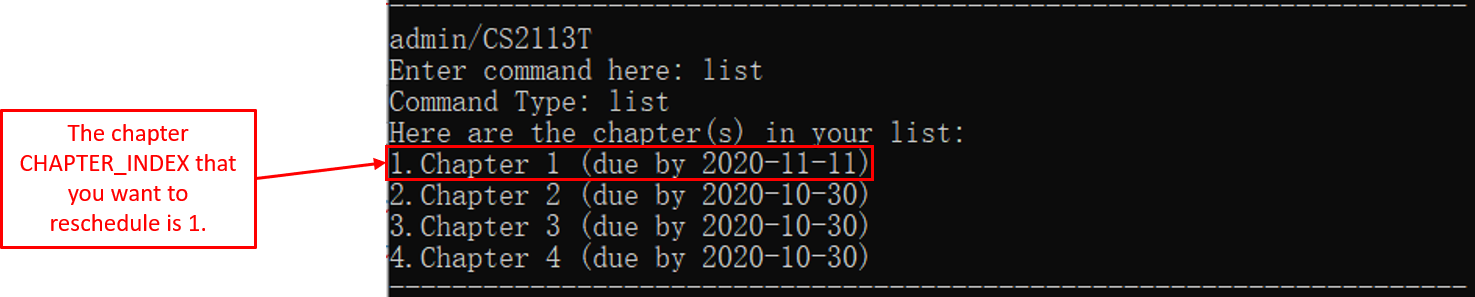 The chapter
CHAPTER_INDEX that
you want to
reschedule is 1.
--------------------------------------------------------------------------------
admin/CS2113T
Enter command here: list
Command Type: list
Here are the chapter(s) in your list:
1.Chapter 1 (due by 2020-11-11)
2.Chapter 2 (due by 2020-10-30)
3.Chapter 3 (due by 2020-10-30)
4.Chapter 4 (due by 2020-10-30)
--------------------------------------------------------------------------------